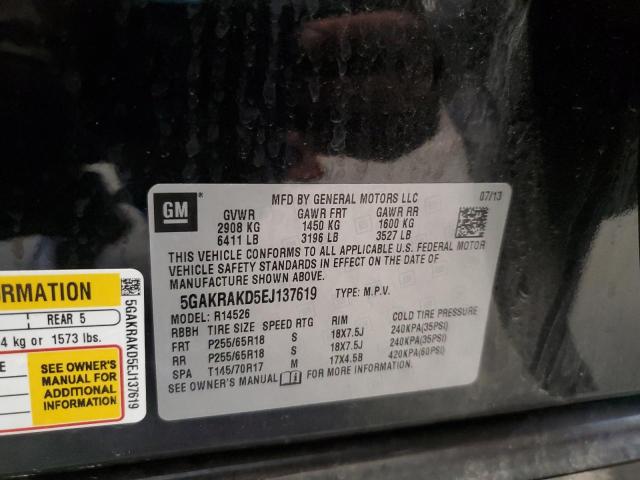 GM
MFD BY GENERAL MOTORS LLC 07/13
GVWR GAWR FRT GAWR RR
2908 KG 1450 KG 1600 KG
6411 LB 3196 LB 3527 LB
THIS VEHICLE CONFORMS TO ALL APPLICABLE U.S. FEDERAL MOTOR
VEHICLE SAFETY STANDARDS IN EFFECT ON THE DATE OF
MANUFACTURE SHOWN ABOVE.
5GAKRAKD5EJ137619 TYPE: M.P.V.
MODEL: R14526
RBBH TIRE SIZE SPEED RTG RIM COLD TIRE PRESSURE
FRT P255/65R18 S 18X7.5J 240KPA(35PSI)
RR P255/65R18 S 18X7.5J 240KPA(35PSI)
SPA T145/70R17 M 17X4.5B 420KPA(60PSI)
SEE OWNER'S MANUAL FOR MORE INFORMATION
ORMATION
REAR 5
4 kg or 1573 lbs.
SEE OWNER'S
MANUAL FOR
ADDITIONAL
INFORMATION
5GAKRAKD5EJ137619